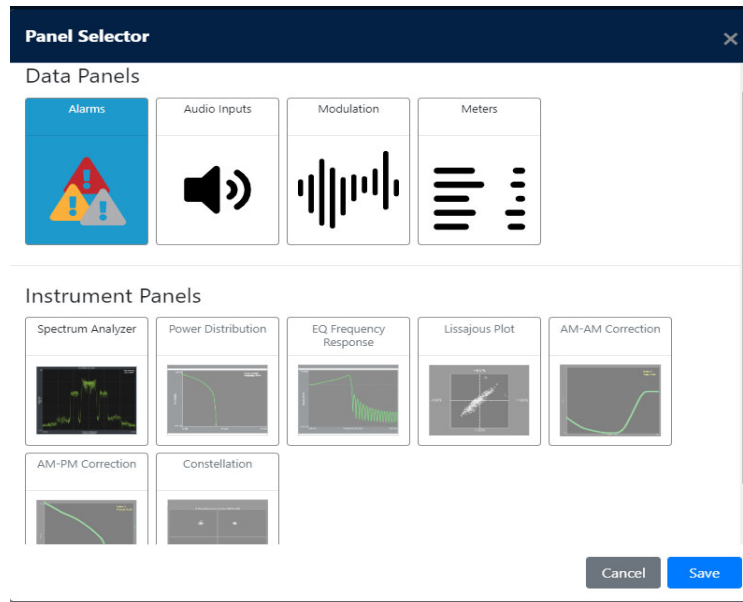 Panel Selector
×
Data Panels
Alarms
Audio Inputs
Modulation
Meters
Instrument Panels
Spectrum Analyzer
Power Distribution
EQ Frequency
Response
Lissajous Plot
AM-AM Correction
AM-PM Correction
Constellation
Cancel
Save